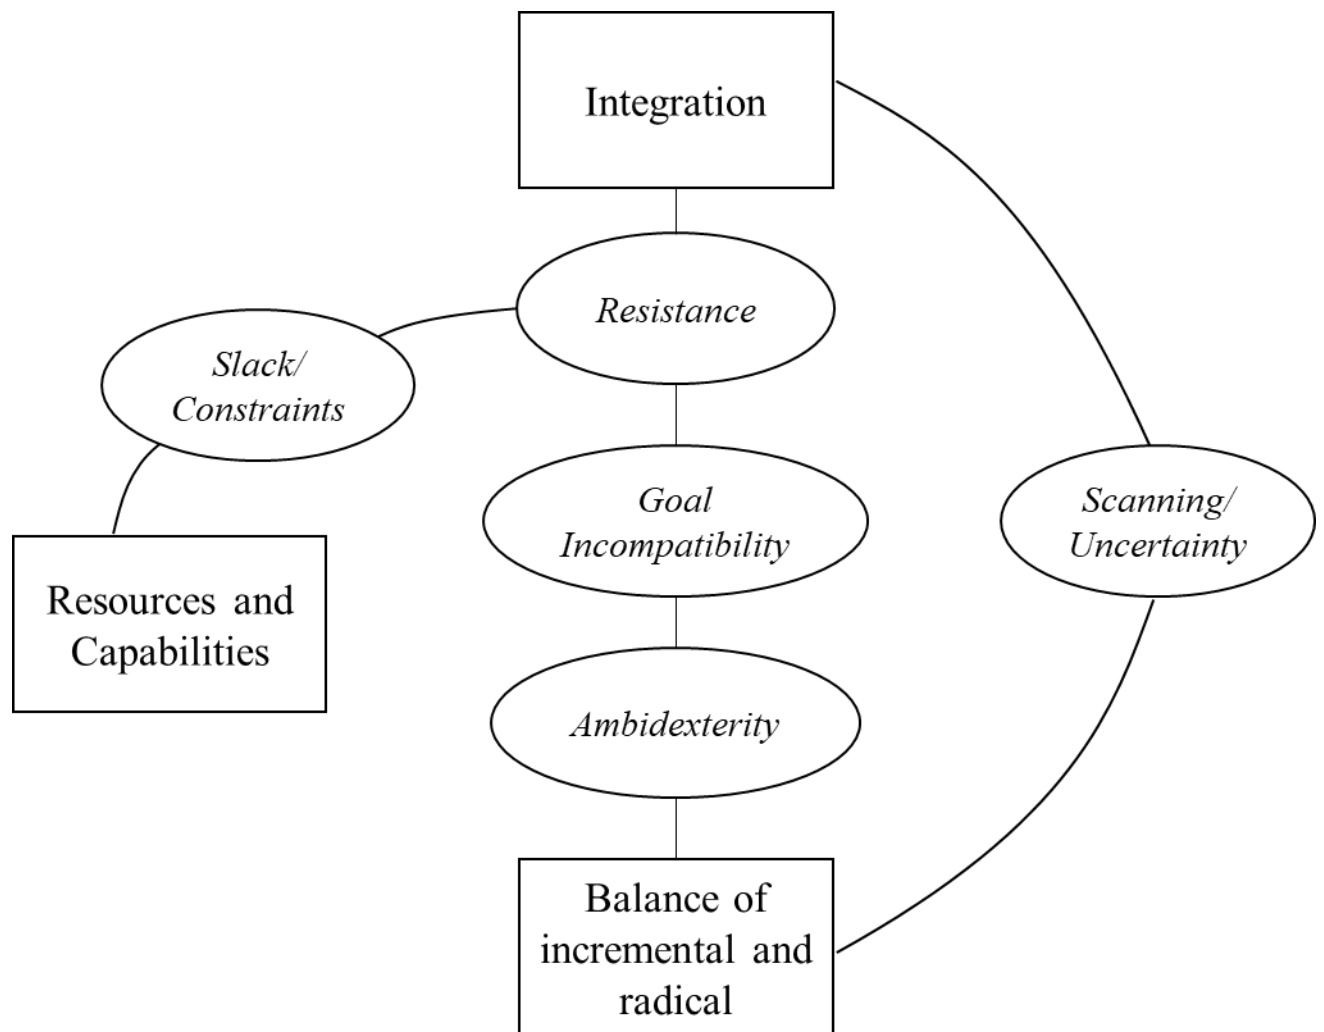 Integration
Resistance
Slack/
Constraints
Goal
Incompatibility
Scanning/
Uncertainty
Resources and
Capabilities
Ambidexterity
Balance of
incremental and
radical